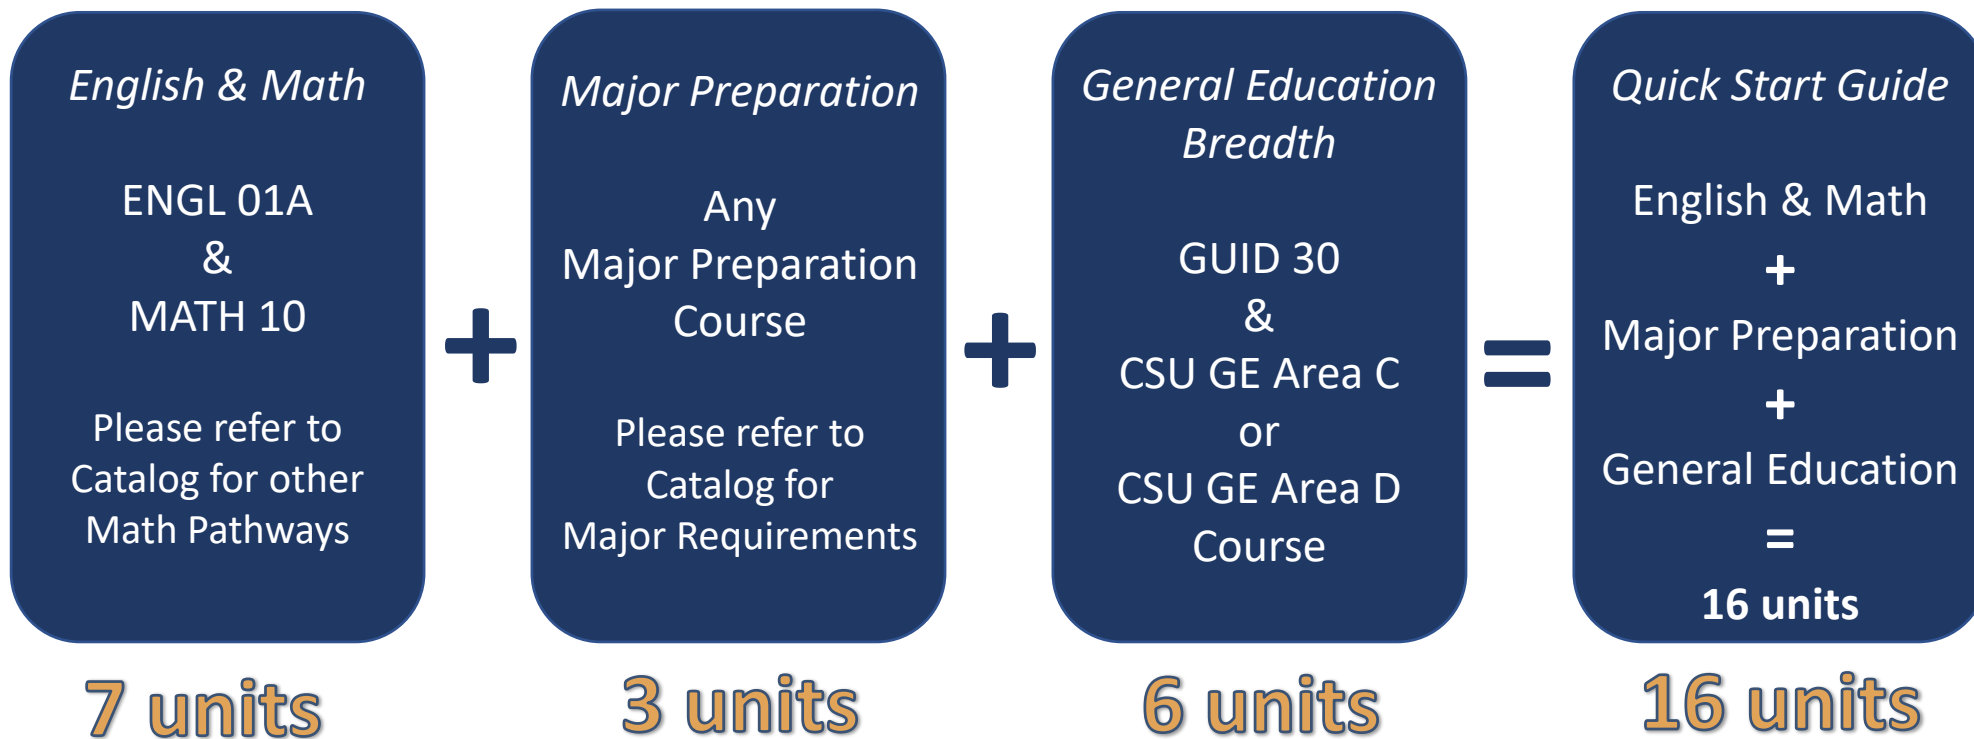 English & Math
ENGL 01A
&
MATH 10
Please refer to
Catalog for other
Math Pathways
7 units
+
Major Preparation
Any
Major Preparation
Course
Please refer to
Catalog for
Major Requirements
3 units
+
General Education
Breadth
GUID 30
&
CSU GE Area C
or
CSU GE Area D
Course
6 units
=
Quick Start Guide
English & Math
+
Major Preparation
+
General Education
=
16 units
16 units